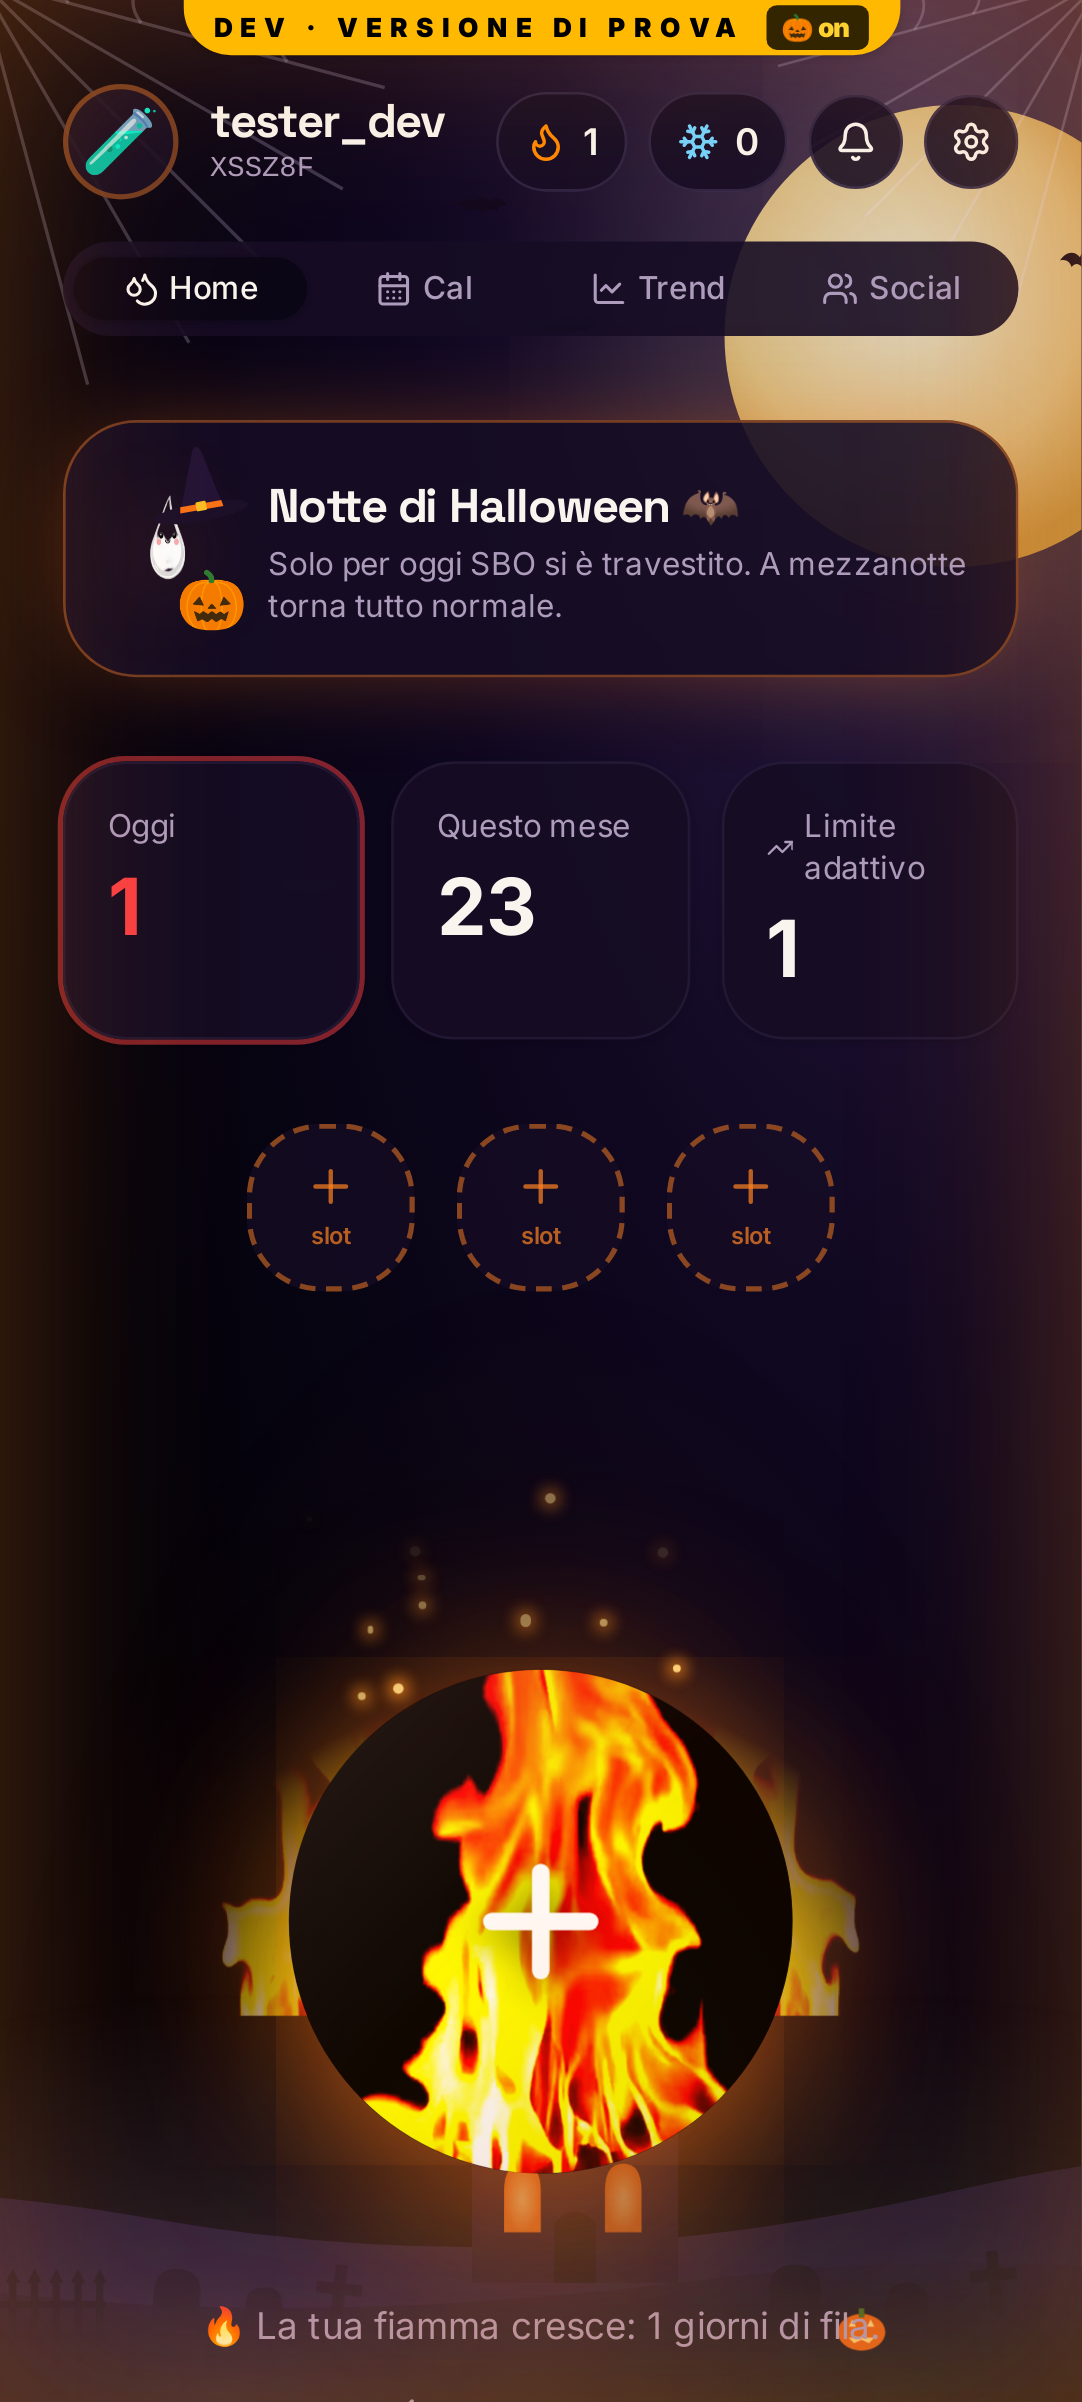 DEV · VERSIONE DI PROVA 🎃 on
tester_dev
XSSZ8F
1
0
Home
Cal
Trend
Social
Notte di Halloween 🦇
Solo per oggi SBO si è travestito. A mezzanotte
torna tutto normale.
Oggi
1
Questo mese
23
Limite
adattivo
1
slot
slot
slot
🔥 La tua fiamma cresce: 1 giorni di fila.